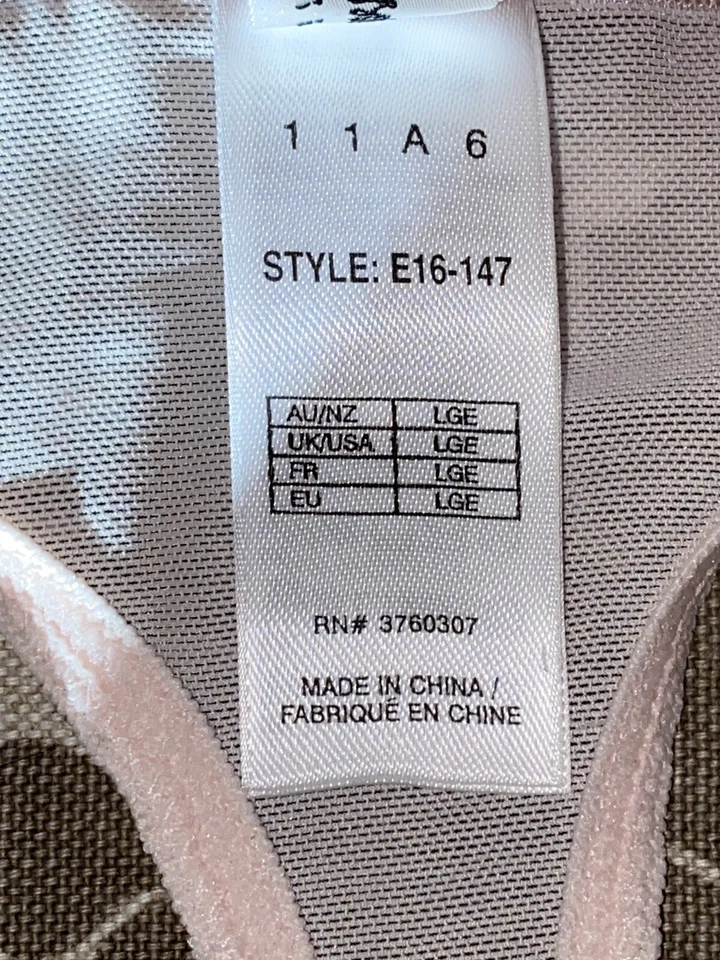 1 1 A 6
STYLE: E16-147
AU/NZ LGE
UK/USA LGE
FR LGE
EU LGE
RN# 3760307
MADE IN CHINA /
FABRIQUÉ EN CHINE